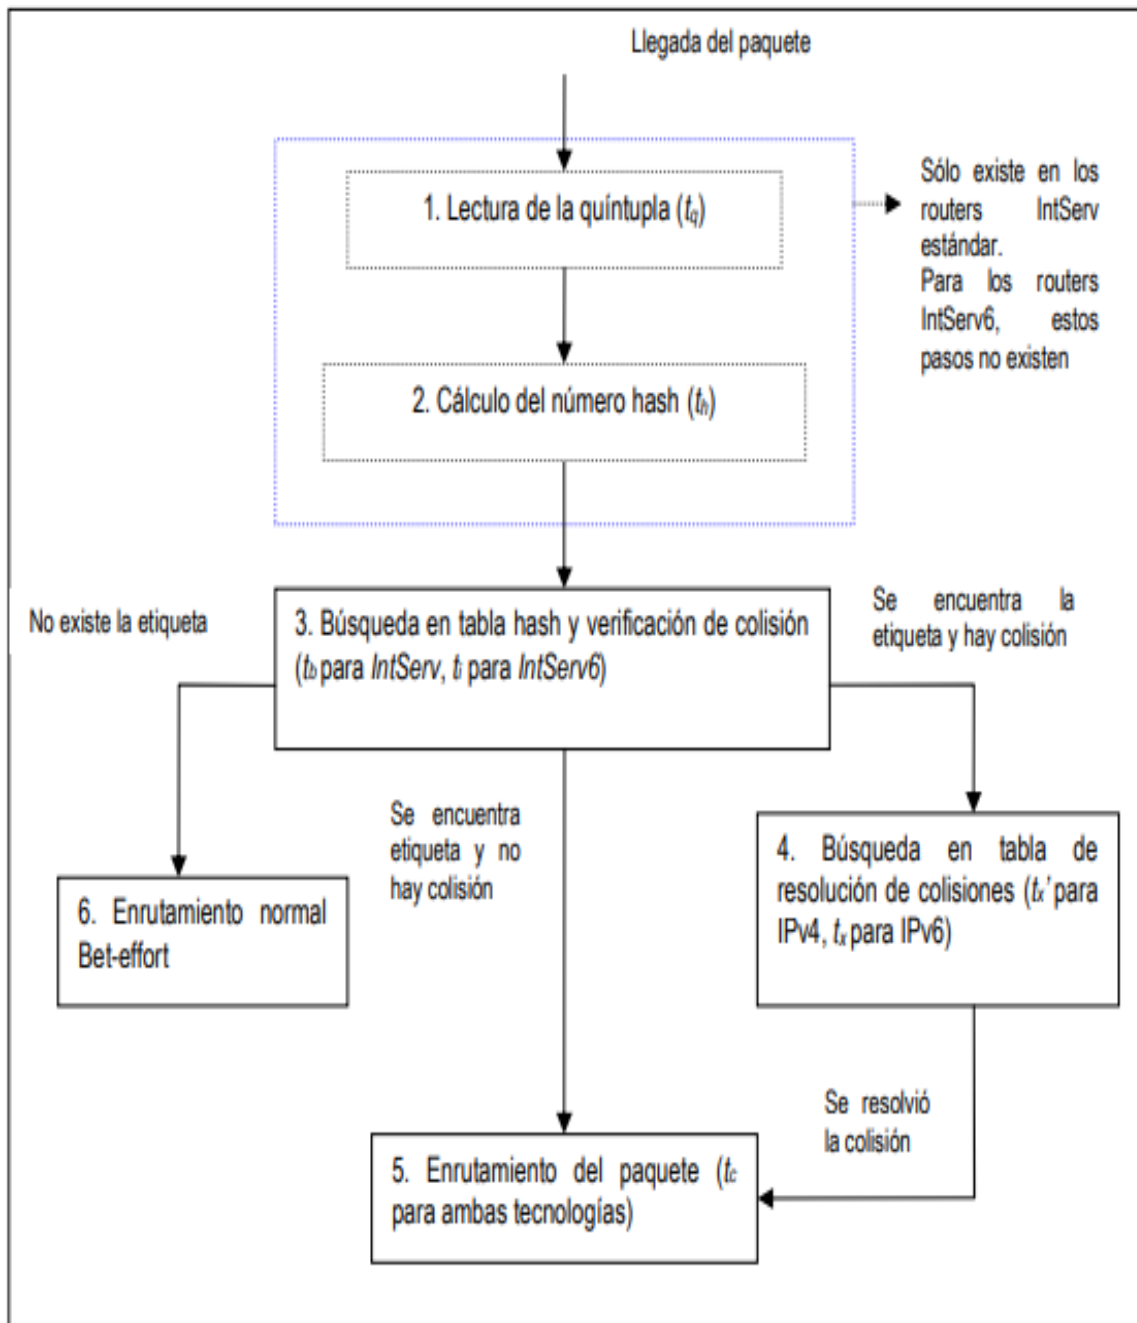 Llegada del paquete
1. Lectura de la quíntupla (tq)
Sólo existe en los
routers IntServ
estándar.
Para los routers
IntServ6, estos
pasos no existen
2. Cálculo del número hash (th)
No existe la etiqueta
3. Búsqueda en tabla hash y verificación de colisión
(tb para IntServ, tl para IntServ6)
Se encuentra la
etiqueta y hay colisión
Se encuentra
etiqueta y no
hay colisión
4. Búsqueda en tabla de
resolución de colisiones (tx' para
IPv4, tx para IPv6)
6. Enrutamiento normal
Bet-effort
Se resolvió
la colisión
5. Enrutamiento del paquete (tc
para ambas tecnologías)